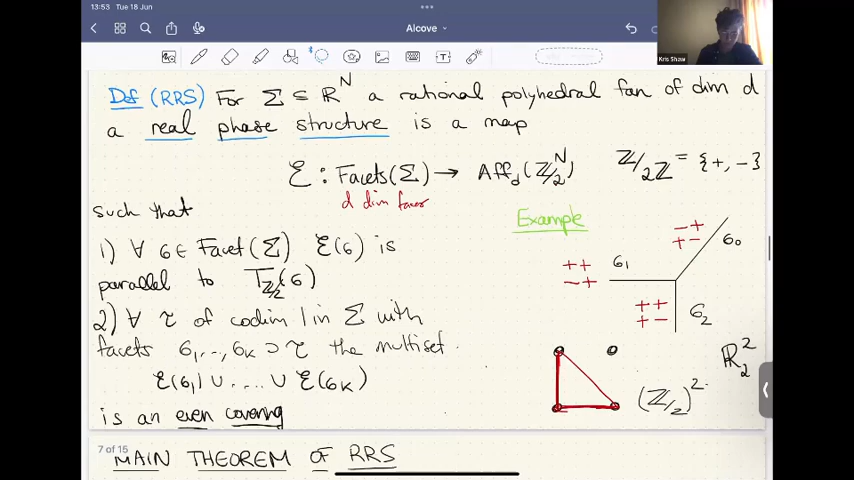 13:53 Tue 18 Jun
Alcove
Kris Shaw
Def (RRS) For Σ ⊆ ℝ^N a rational polyhedral fan of dim d
a real phase structure is a map
ℰ : Facets(Σ) → Aff_d(ℤ/2^N) ℤ/2ℤ = {+, -}
d dim faces
such that
1) ∀ σ ∈ Facet(Σ) ℰ(σ) is
parallel to T_ℤ/2(σ)
2) ∀ τ of codim 1 in Σ with
facets σ1,..,σk ⊃ τ the multiset
ℰ(σ1) ∪ .... ∪ ℰ(σk)
is an even covering
Example
-+
+-
σ0
++
-+
σ1
++
+-
σ2
(ℤ/2)^2
7 of 15
MAIN THEOREM OF RRS